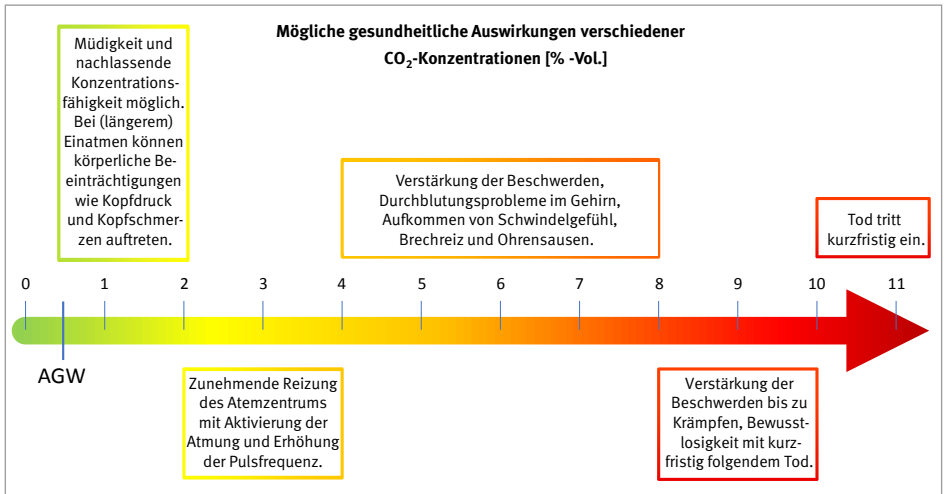 Mögliche gesundheitliche Auswirkungen verschiedener
CO₂-Konzentrationen [% -Vol.]
Müdigkeit und
nachlassende
Konzentrations-
fähigkeit möglich.
Bei (längerem)
Einatmen können
körperliche Be-
einträchtigungen
wie Kopfdruck
und Kopfschmer-
zen auftreten.
Verstärkung der Beschwerden,
Durchblutungsprobleme im Gehirn,
Aufkommen von Schwindelgefühl,
Brechreiz und Ohrensausen.
Tod tritt
kurzfristig ein.
0 1 2 3 4 5 6 7 8 9 10 11
AGW
Zunehmende Reizung
des Atemzentrums
mit Aktivierung der
Atmung und Erhöhung
der Pulsfrequenz.
Verstärkung der
Beschwerden bis zu
Krämpfen, Bewusst-
losigkeit mit kurz-
fristig folgendem Tod.